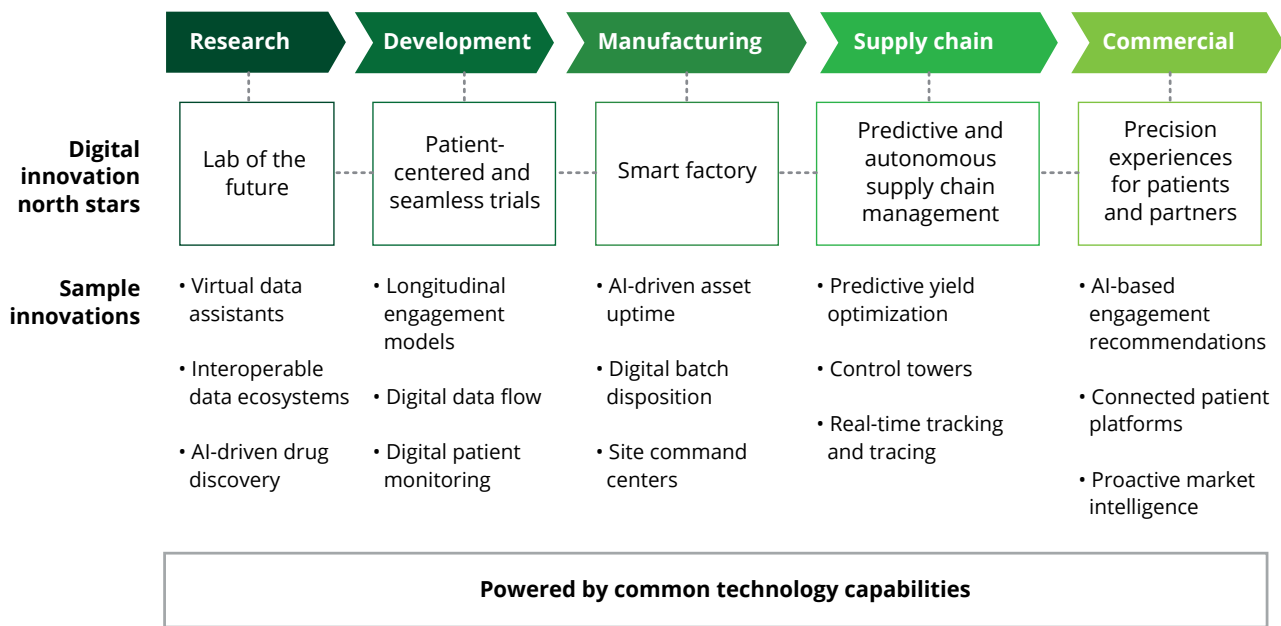 Research
Development
Manufacturing
Supply chain
Commercial
Digital
innovation
north stars
Lab of the
future
Patient-
centered and
seamless trials
Smart factory
Predictive and
autonomous
supply chain
management
Precision
experiences
for patients
and partners
Sample
innovations
• Virtual data
assistants
• Interoperable
data ecosystems
• AI-driven drug
discovery
• Longitudinal
engagement
models
• Digital data flow
• Digital patient
monitoring
• AI-driven asset
uptime
• Digital batch
disposition
• Site command
centers
• Predictive yield
optimization
• Control towers
• Real-time tracking
and tracing
• AI-based
engagement
recommendations
• Connected patient
platforms
• Proactive market
intelligence
Powered by common technology capabilities